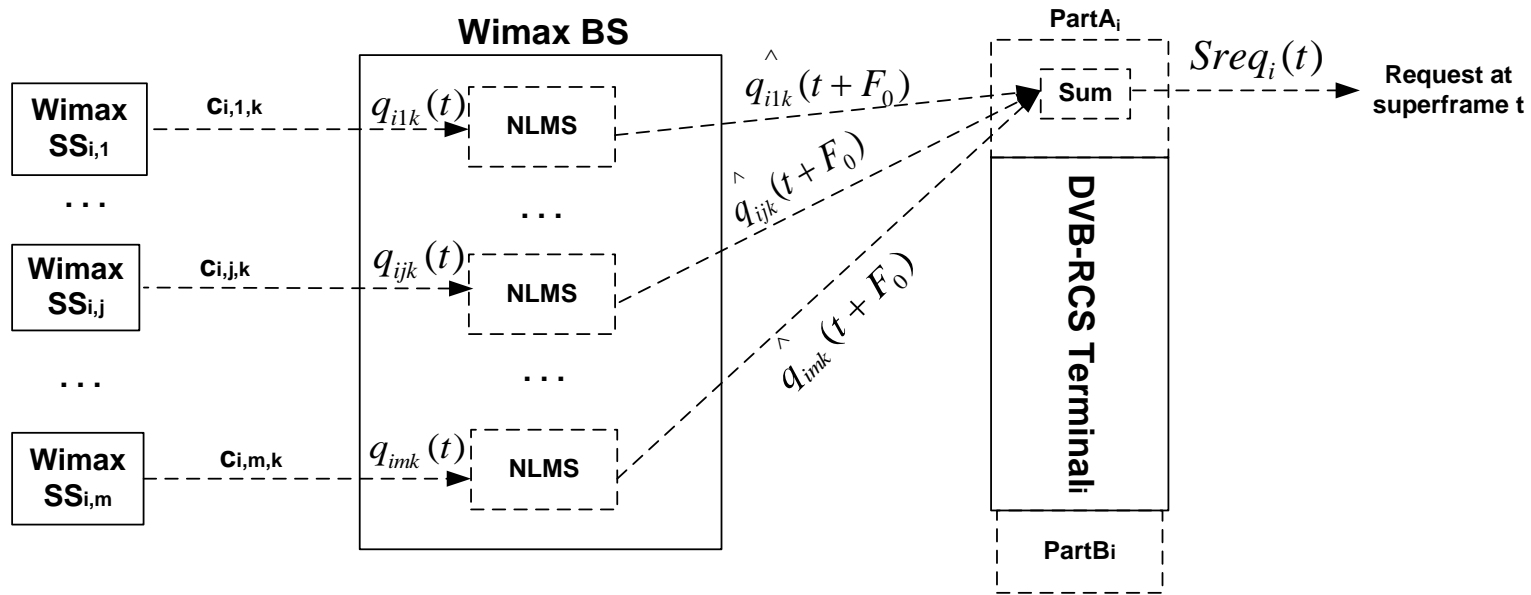 Wimax BS
PartAᵢ
Wimax
SSi,1
ci,1,k
qᵢ₁ₖ(t)
NLMS
q̂ᵢ₁ₖ(t + F₀)
Sum
Sreqᵢ(t)
Request at
superframe t
. . .
. . .
Wimax
SSi,j
ci,j,k
qᵢⱼₖ(t)
NLMS
q̂ᵢⱼₖ(t + F₀)
. . .
. . .
Wimax
SSi,m
ci,m,k
qᵢₘₖ(t)
NLMS
q̂ᵢₘₖ(t + F₀)
DVB-RCS Terminali
PartBi